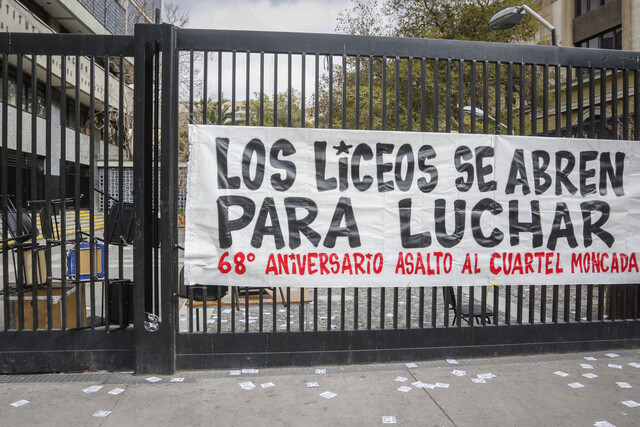 LOS LiCEOS SE ABREN
PARA LUCHAR
68° ANIVERSARIO ASALTO AL CUARTEL MONCADA